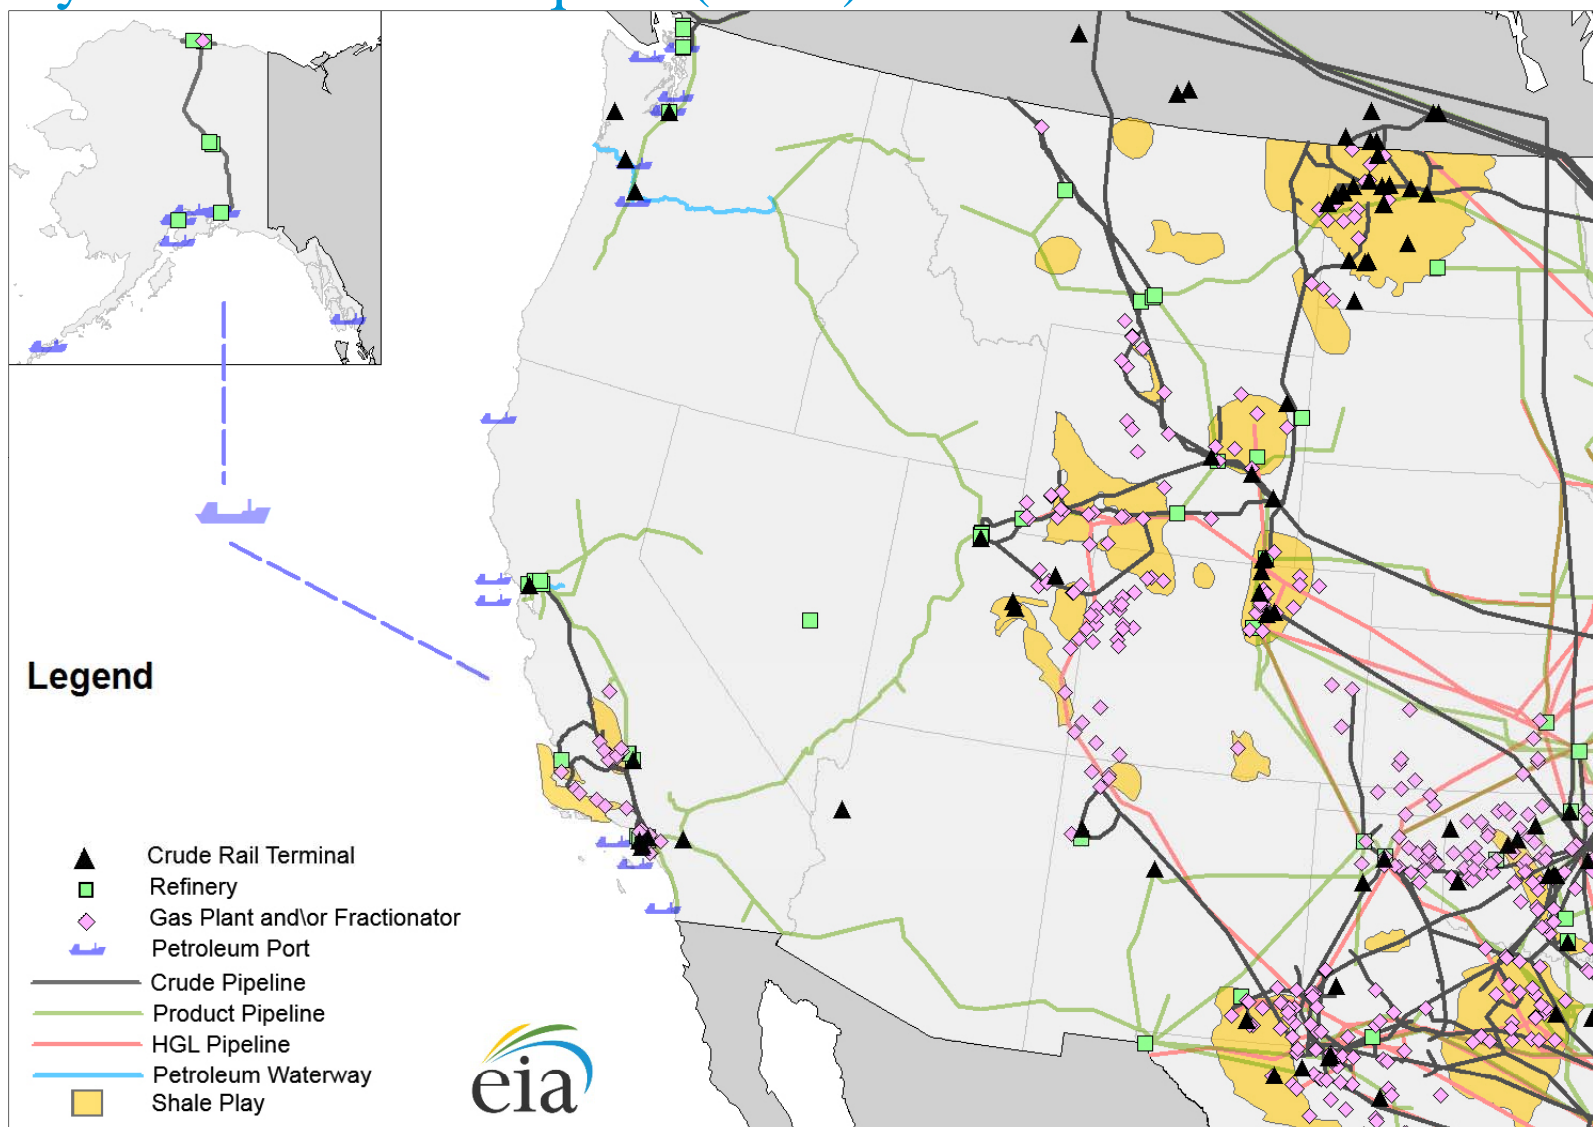 Legend
Crude Rail Terminal
Refinery
Gas Plant and\or Fractionator
Petroleum Port
Crude Pipeline
Product Pipeline
HGL Pipeline
Petroleum Waterway
Shale Play
eia